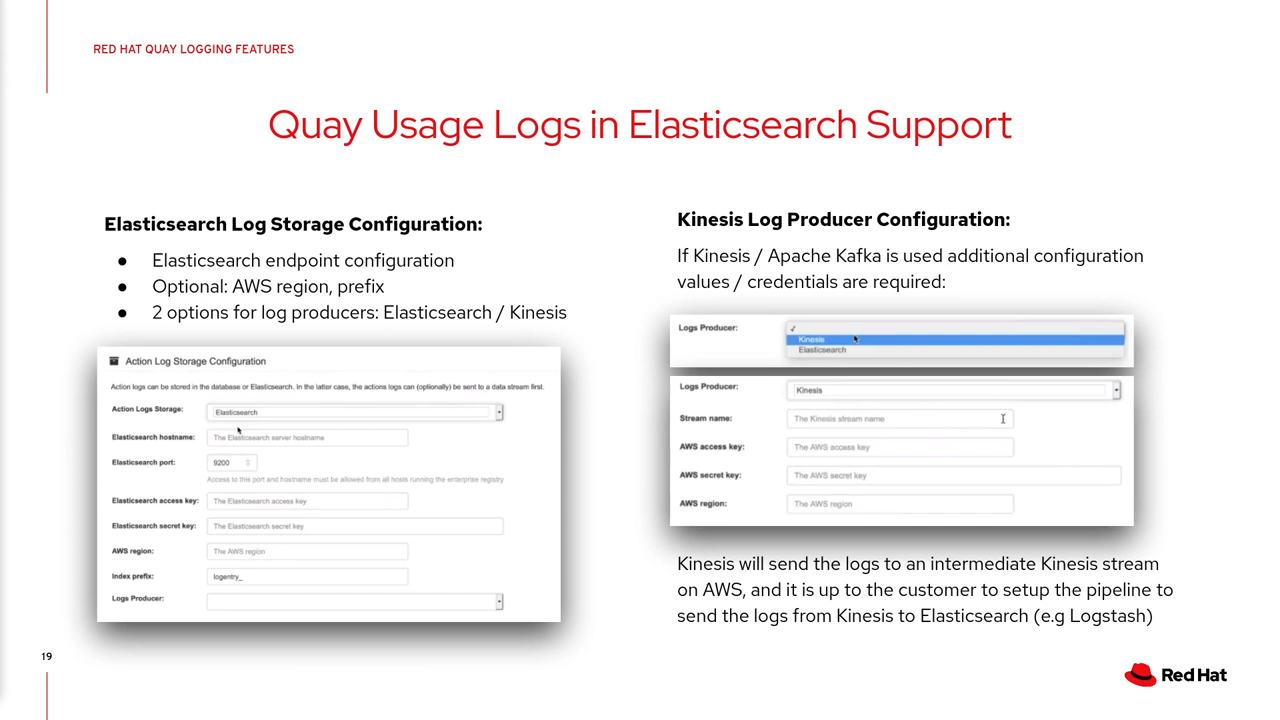 RED HAT QUAY LOGGING FEATURES
Quay Usage Logs in Elasticsearch Support
Elasticsearch Log Storage Configuration:
● Elasticsearch endpoint configuration
● Optional: AWS region, prefix
● 2 options for log producers: Elasticsearch / Kinesis
Action Log Storage Configuration
Action logs can be stored in the database or Elasticsearch. In the latter case, the actions logs can (optionally) be sent to a data stream first.
Action Logs Storage: Elasticsearch
Elasticsearch hostname: The Elasticsearch server hostname
Elasticsearch port: 9200
Access to this port and hostname must be allowed from all hosts running the enterprise registry
Elasticsearch access key: The Elasticsearch access key
Elasticsearch secret key: The Elasticsearch secret key
AWS region: The AWS region
Index prefix: logentry_
Logs Producer:
Kinesis Log Producer Configuration:
If Kinesis / Apache Kafka is used additional configuration
values / credentials are required:
Logs Producer: ✓
Kinesis
Elasticsearch
Logs Producer: Kinesis
Stream name: The Kinesis stream name
AWS access key: The AWS access key
AWS secret key: The AWS secret key
AWS region: The AWS region
Kinesis will send the logs to an intermediate Kinesis stream
on AWS, and it is up to the customer to setup the pipeline to
send the logs from Kinesis to Elasticsearch (e.g Logstash)
19
Red Hat